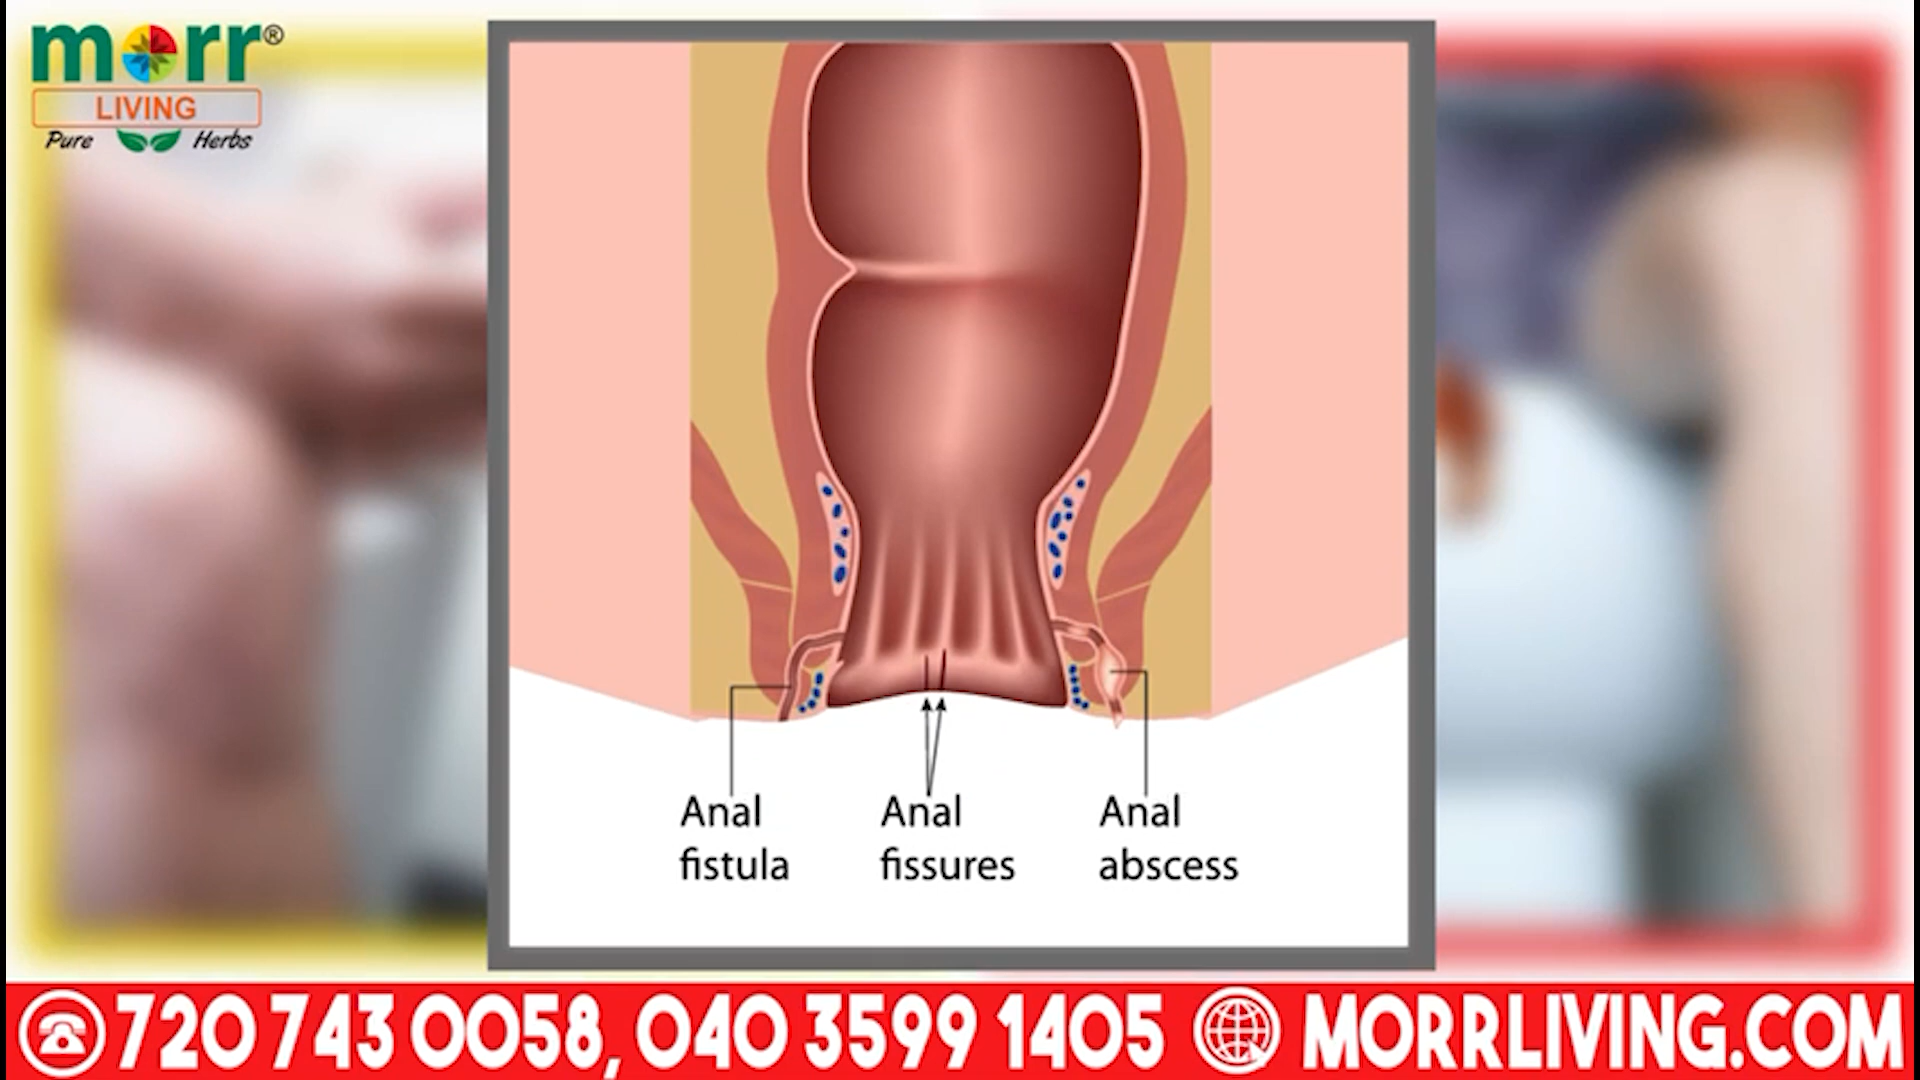 morr®
LIVING
Pure Herbs
Anal fistula
Anal fissures
Anal abscess
720 743 0058, 040 3599 1405 MORRLIVING.COM